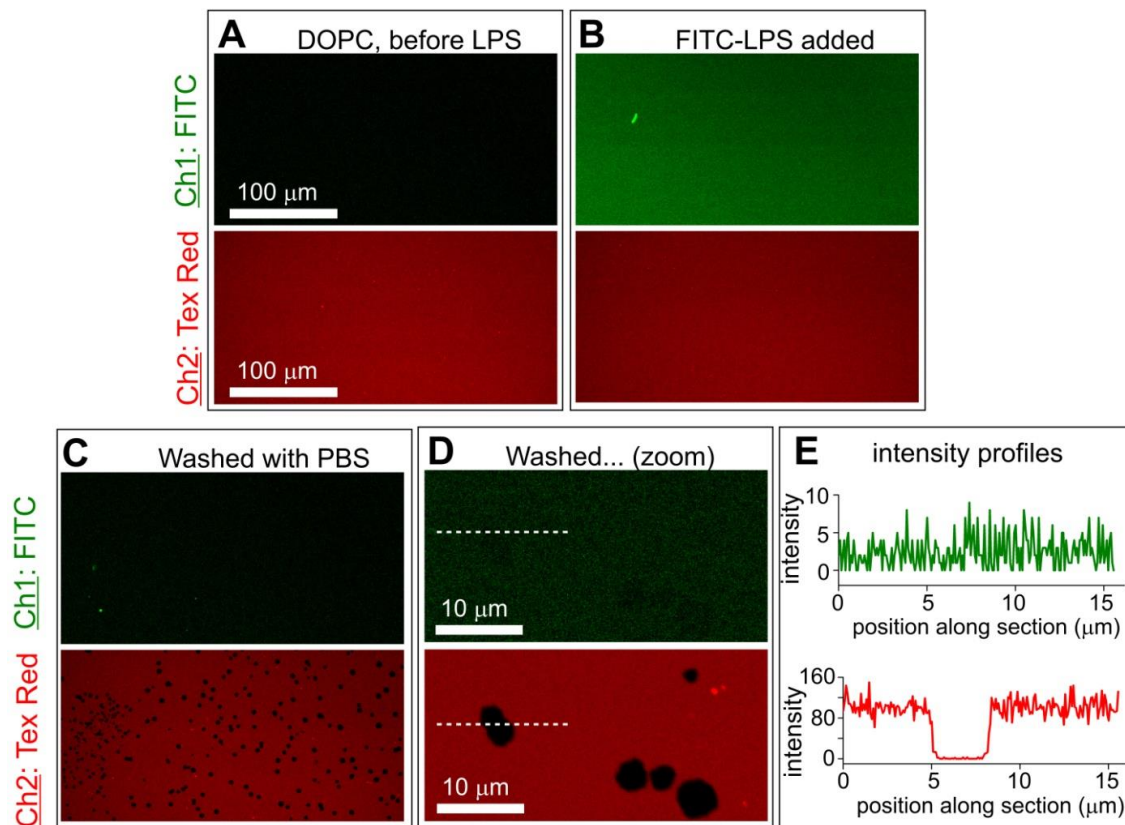 A DOPC, before LPS
B FITC-LPS added
Ch1: FITC
100 μm
Ch2: Tex Red
100 μm
C Washed with PBS
D Washed... (zoom)
E intensity profiles
Ch1: FITC
10 μm
intensity
10
5
0
0 5 10 15
position along section (μm)
Ch2: Tex Red
10 μm
intensity
160
80
0
0 5 10 15
position along section (μm)